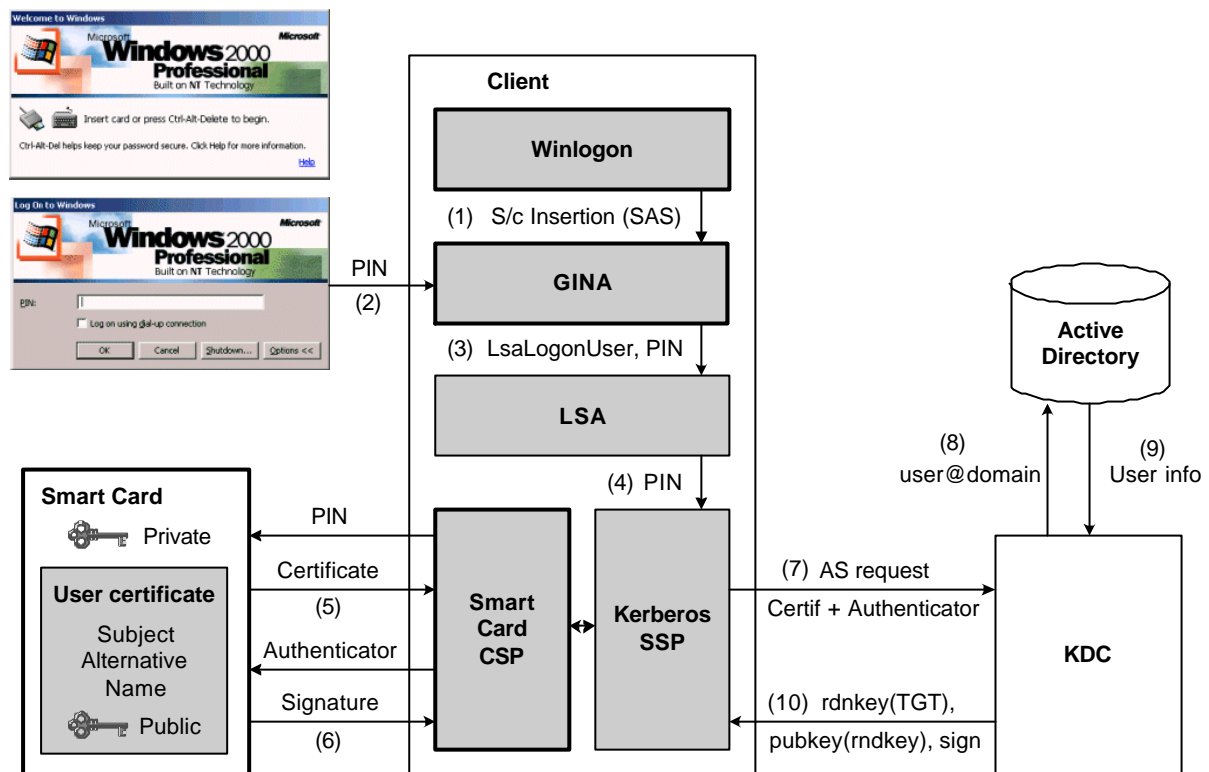 Welcome to Windows
Microsoft
Microsoft
Windows 2000
Professional
Built on NT Technology
Insert card or press Ctrl-Alt-Delete to begin.
Ctrl-Alt-Del helps keep your password secure. Click Help for more information.
Help
Log On to Windows
Microsoft
Microsoft
Windows 2000
Professional
Built on NT Technology
PIN:
Log on using dial-up connection
OK
Cancel
Shutdown...
Options <<
Client
Winlogon
(1) S/c Insertion (SAS)
PIN
(2)
GINA
(3) LsaLogonUser, PIN
LSA
(4) PIN
Active
Directory
(8)
user@domain
(9)
User info
Smart Card
Private
User certificate
Subject
Alternative
Name
Public
PIN
Certificate
(5)
Authenticator
Signature
(6)
Smart
Card
CSP
Kerberos
SSP
(7) AS request
Certif + Authenticator
KDC
(10) rdnkey(TGT),
pubkey(rndkey), sign